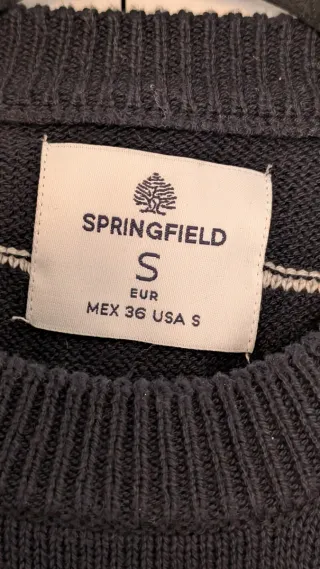 SPRINGFIELD
S
EUR
MEX 36 USA S